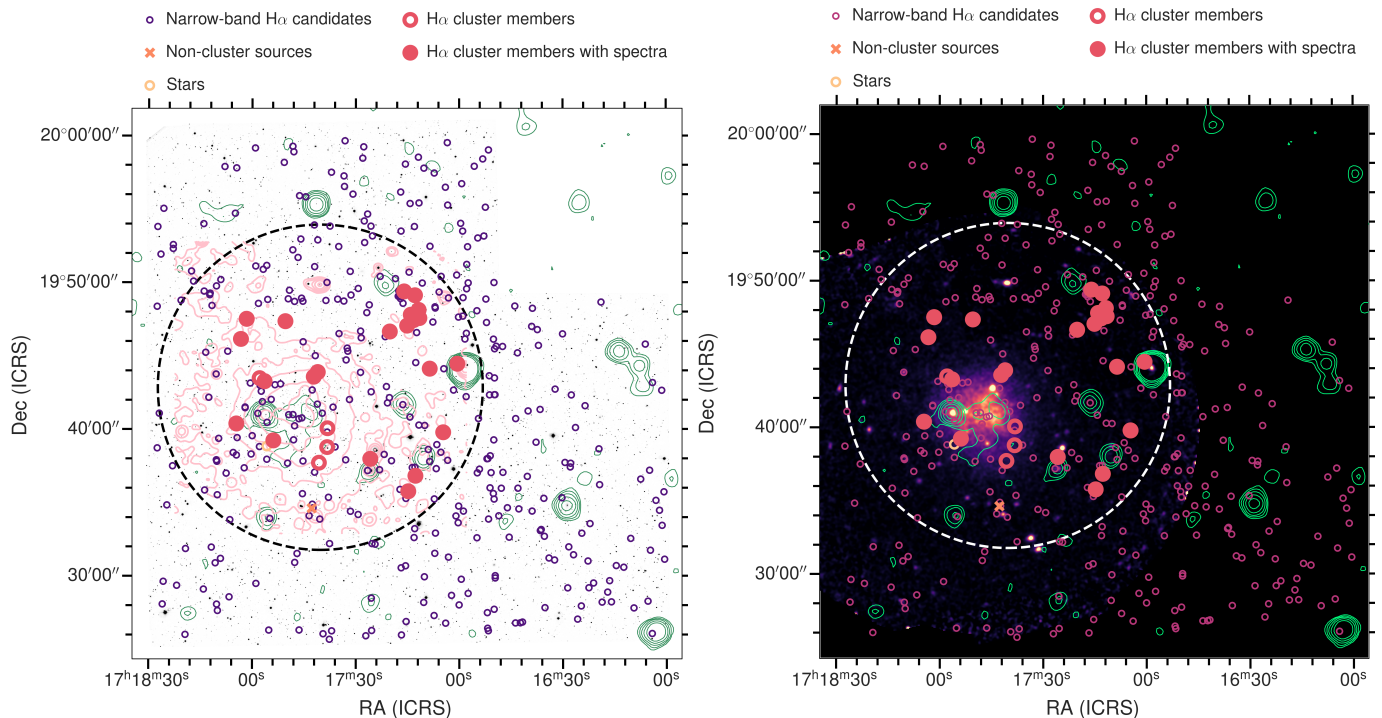 Narrow-band Hα candidates
Non-cluster sources
Stars
Hα cluster members
Hα cluster members with spectra
20°00′00″
19°50′00″
40′00″
30′00″
Dec (ICRS)
17ʰ18ᵐ30ˢ
00ˢ
17ᵐ30ˢ
00ˢ
16ᵐ30ˢ
00ˢ
RA (ICRS)
Narrow-band Hα candidates
Non-cluster sources
Stars
Hα cluster members
Hα cluster members with spectra
20°00′00″
19°50′00″
40′00″
30′00″
Dec (ICRS)
17ʰ18ᵐ30ˢ
00ˢ
17ᵐ30ˢ
00ˢ
16ᵐ30ˢ
00ˢ
RA (ICRS)